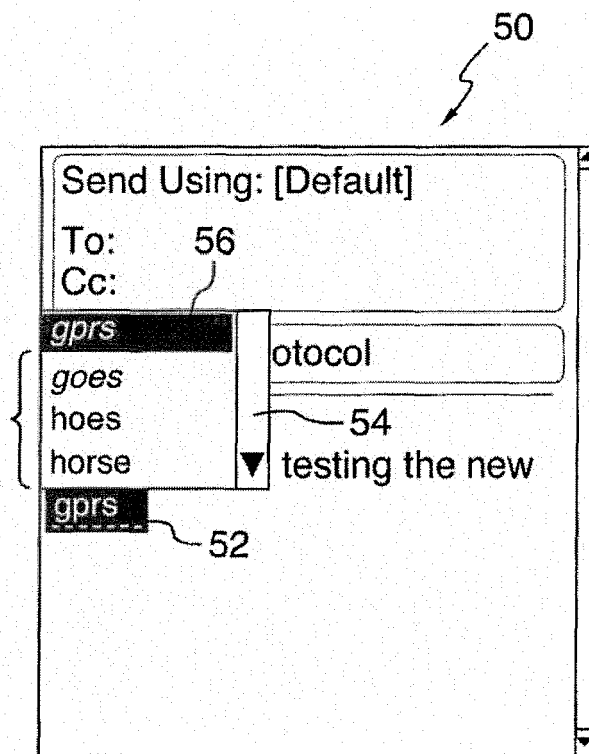 50
Send Using: [Default]
To:
56
Cc:
gprs
otocol
goes
hoes
54
horse
testing the new
gprs
52